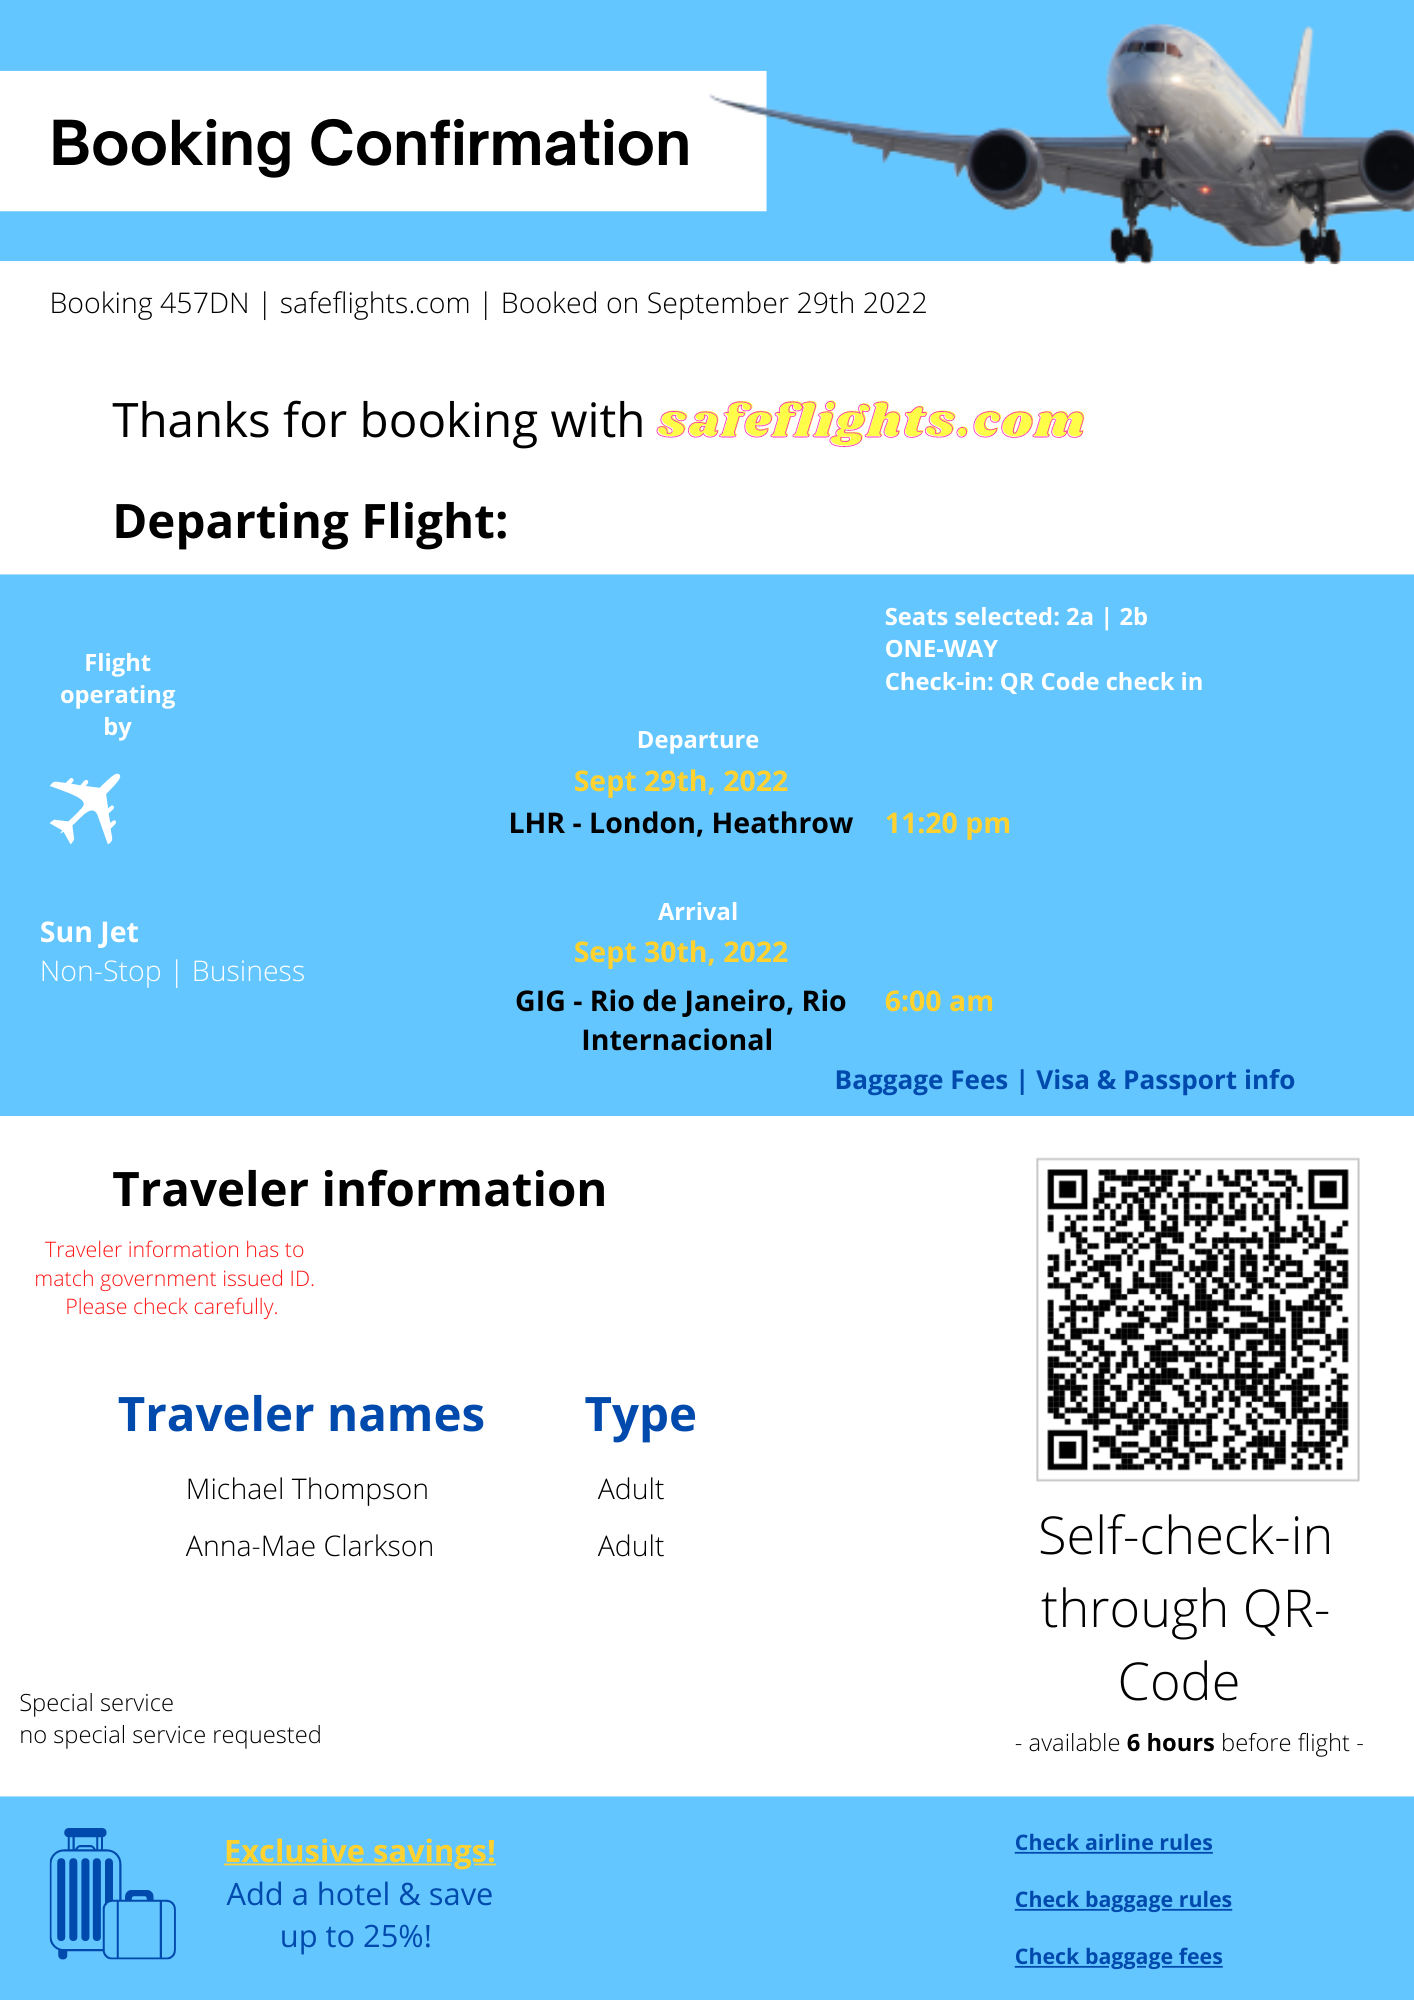 Booking Confirmation
Booking 457DN | safeflights.com | Booked on September 29th 2022
Thanks for booking with safeflights.com
Departing Flight:
Seats selected: 2a | 2b
ONE-WAY
Check-in: QR Code check in
Flight
operating
by
Departure
Sept 29th, 2022
LHR - London, Heathrow 11:20 pm
Arrival
Sept 30th, 2022
GIG - Rio de Janeiro, Rio 6:00 am
Internacional
Sun Jet
Non-Stop | Business
Baggage Fees | Visa & Passport info
Traveler information
Traveler information has to
match government issued ID.
Please check carefully.
Traveler names Type
Michael Thompson Adult
Anna-Mae Clarkson Adult
Self-check-in
through QR-
Code
- available 6 hours before flight -
Special service
no special service requested
Exclusive savings!
Add a hotel & save
up to 25%!
Check airline rules
Check baggage rules
Check baggage fees